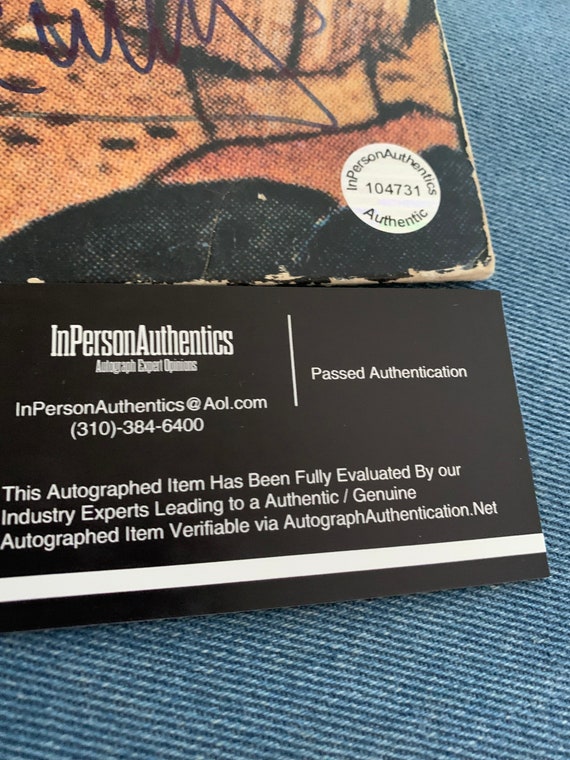 InPersonAuthentics
104731
Authentic
InPersonAuthentics
Autograph Expert Opinions
Passed Authentication
InPersonAuthentics@Aol.com
(310)-384-6400
This Autographed Item Has Been Fully Evaluated By our
Industry Experts Leading to a Authentic / Genuine
Autographed Item Verifiable via AutographAuthentication.Net